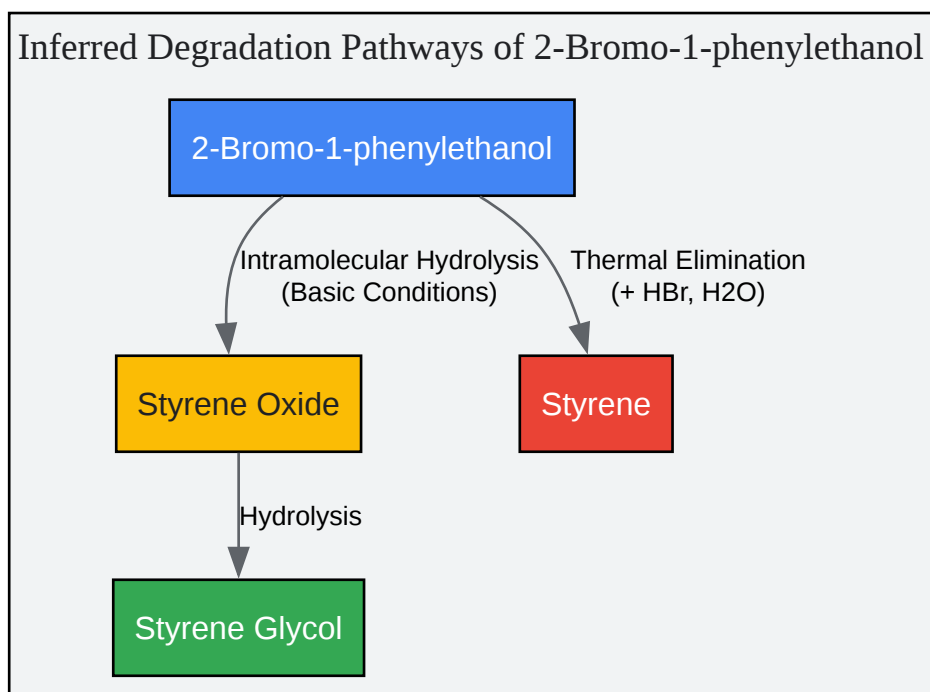 Inferred Degradation Pathways of 2-Bromo-1-phenylethanol
2-Bromo-1-phenylethanol
Intramolecular Hydrolysis
(Basic Conditions)
Thermal Elimination
(+ HBr, H2O)
Styrene Oxide
Styrene
Hydrolysis
Styrene Glycol